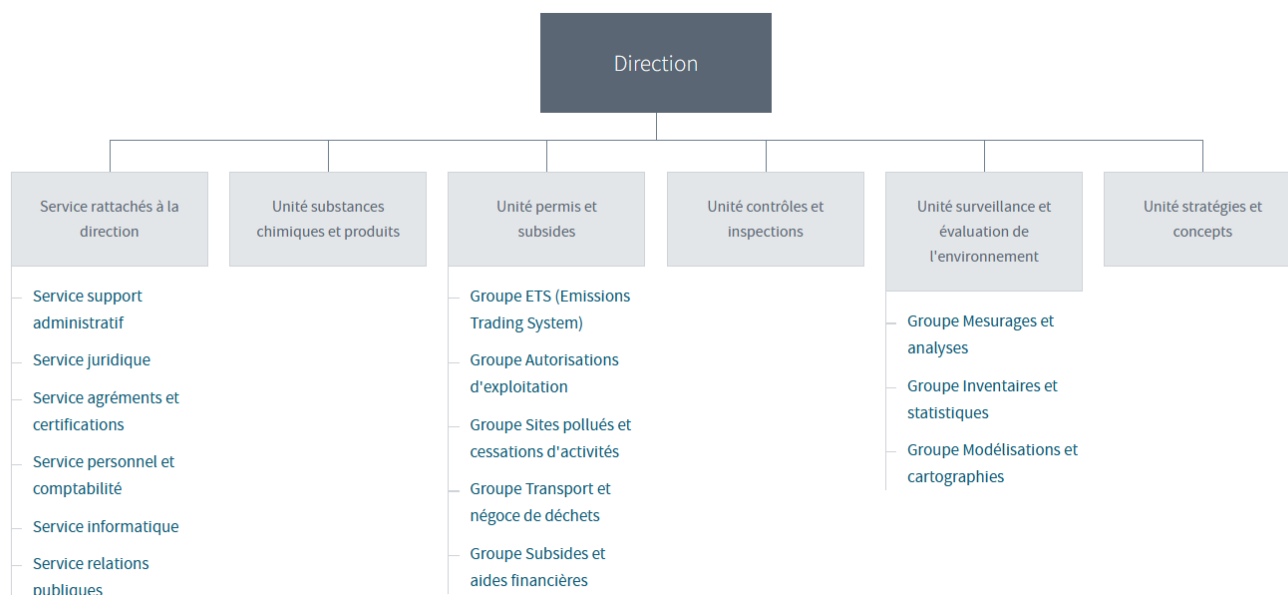 Direction
Service rattachés à la
direction
Service support
administratif
Service juridique
Service agréments et
certifications
Service personnel et
comptabilité
Service informatique
Service relations
publiques
Unité substances
chimiques et produits
Unité permis et
subsides
Groupe ETS (Emissions
Trading System)
Groupe Autorisations
d'exploitation
Groupe Sites pollués et
cessations d'activités
Groupe Transport et
négoce de déchets
Groupe Subsides et
aides financières
Unité contrôles et
inspections
Unité surveillance et
évaluation de
l'environnement
Groupe Mesurages et
analyses
Groupe Inventaires et
statistiques
Groupe Modélisations et
cartographies
Unité stratégies et
concepts